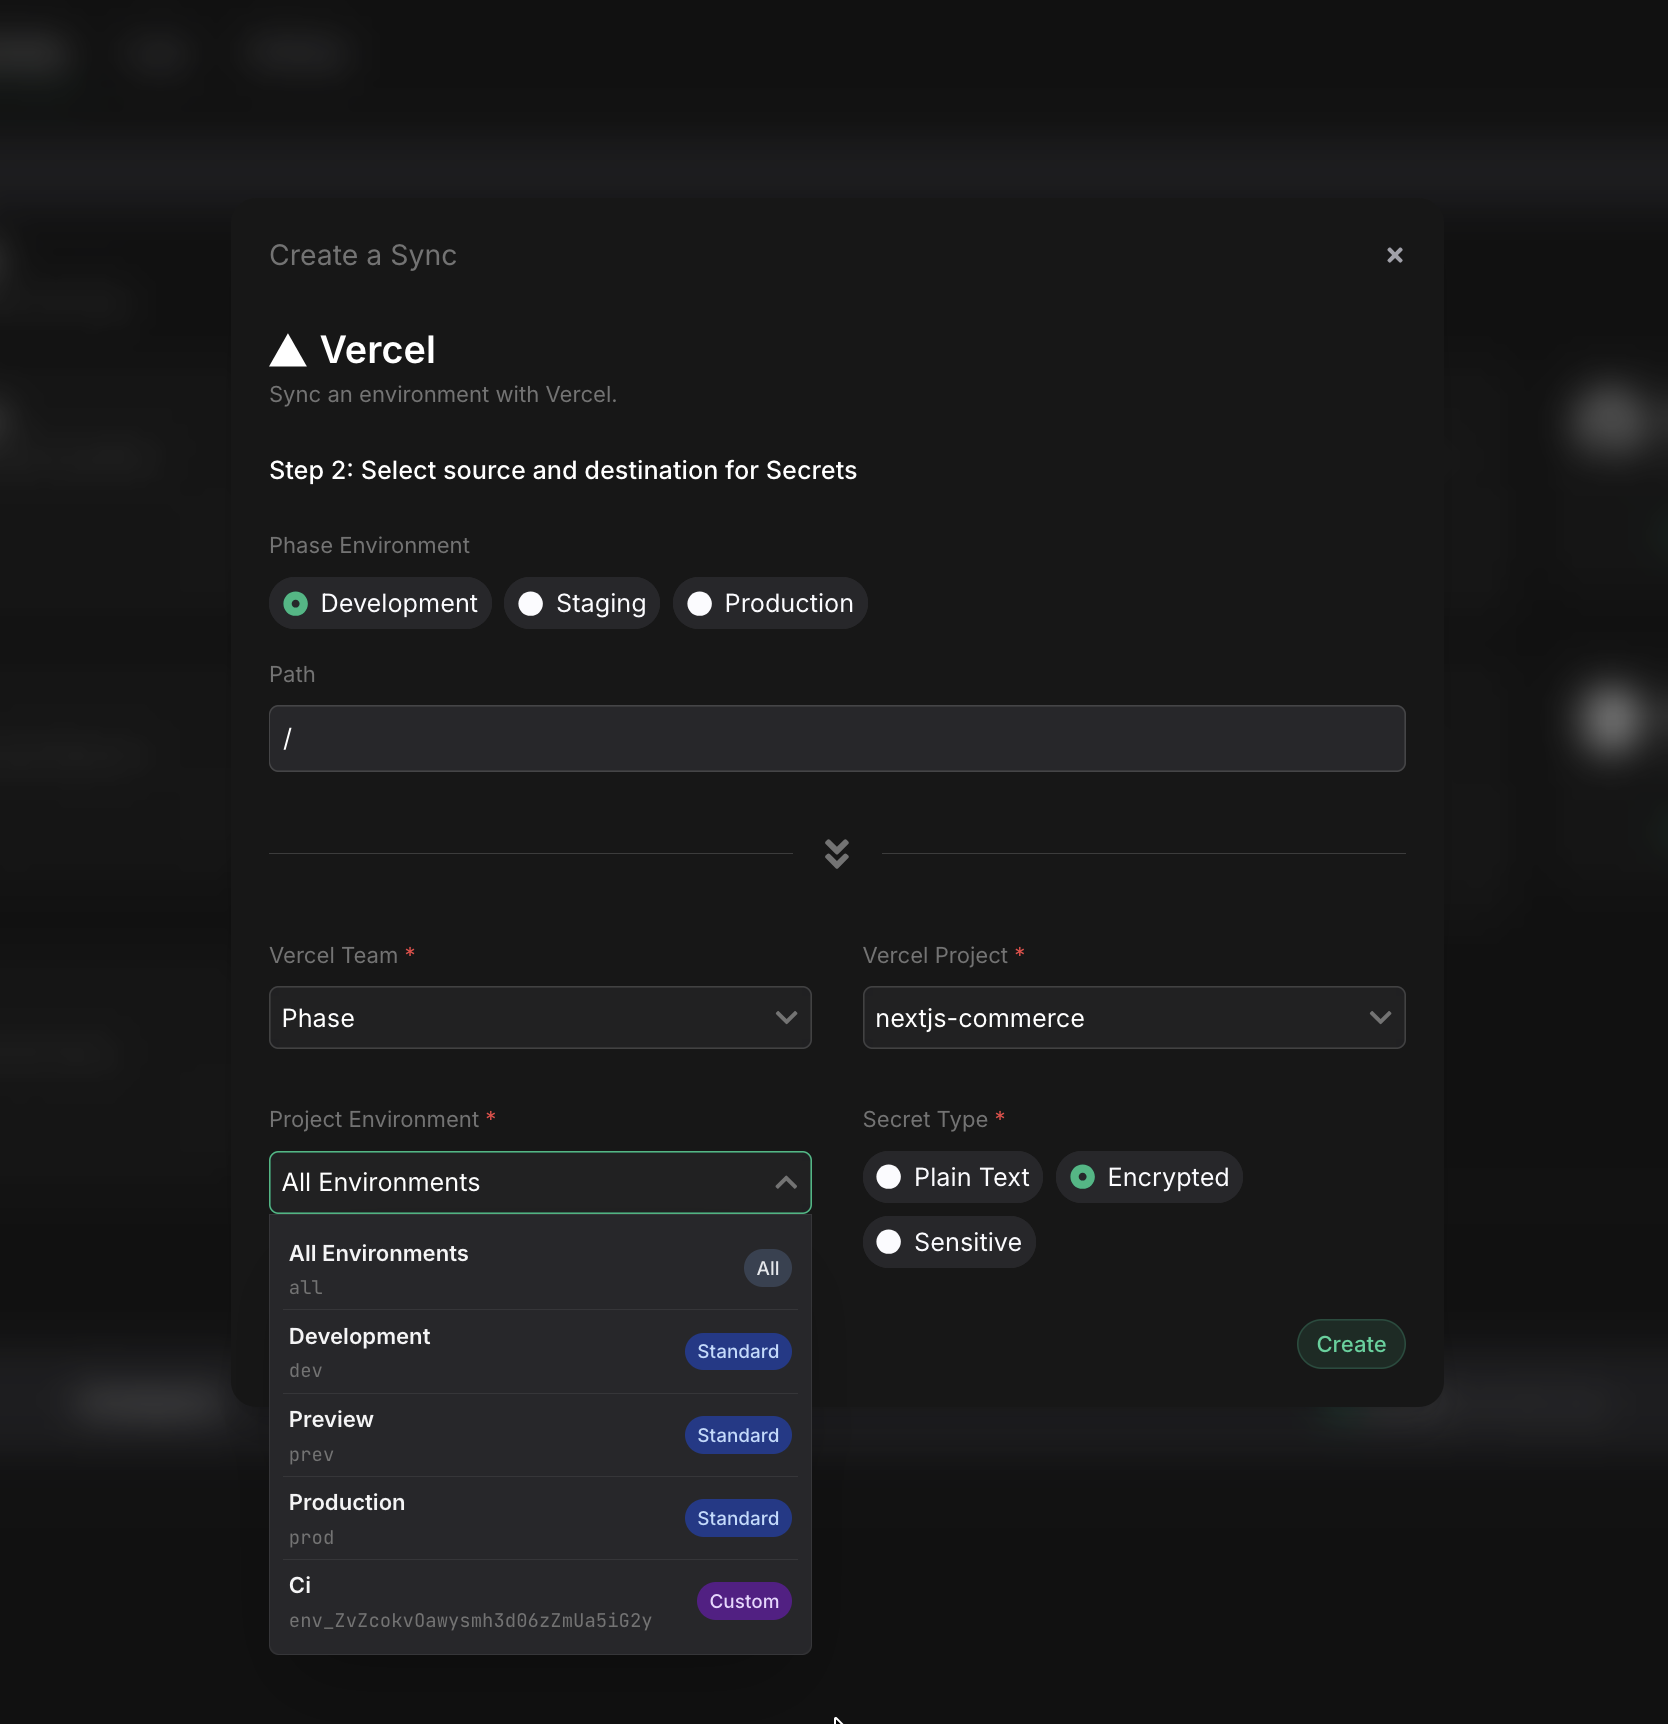 Create a Sync
Vercel
Sync an environment with Vercel.
Step 2: Select source and destination for Secrets
Phase Environment
Development Staging Production
Path
/
Vercel Team * Vercel Project *
Phase nextjs-commerce
Project Environment * Secret Type *
All Environments Plain Text Encrypted
Sensitive
All Environments All
all
Development Standard
dev
Create
Preview Standard
prev
Production Standard
prod
Ci Custom
env_ZvZcokvOawysmh3d06zZmUa5iG2y